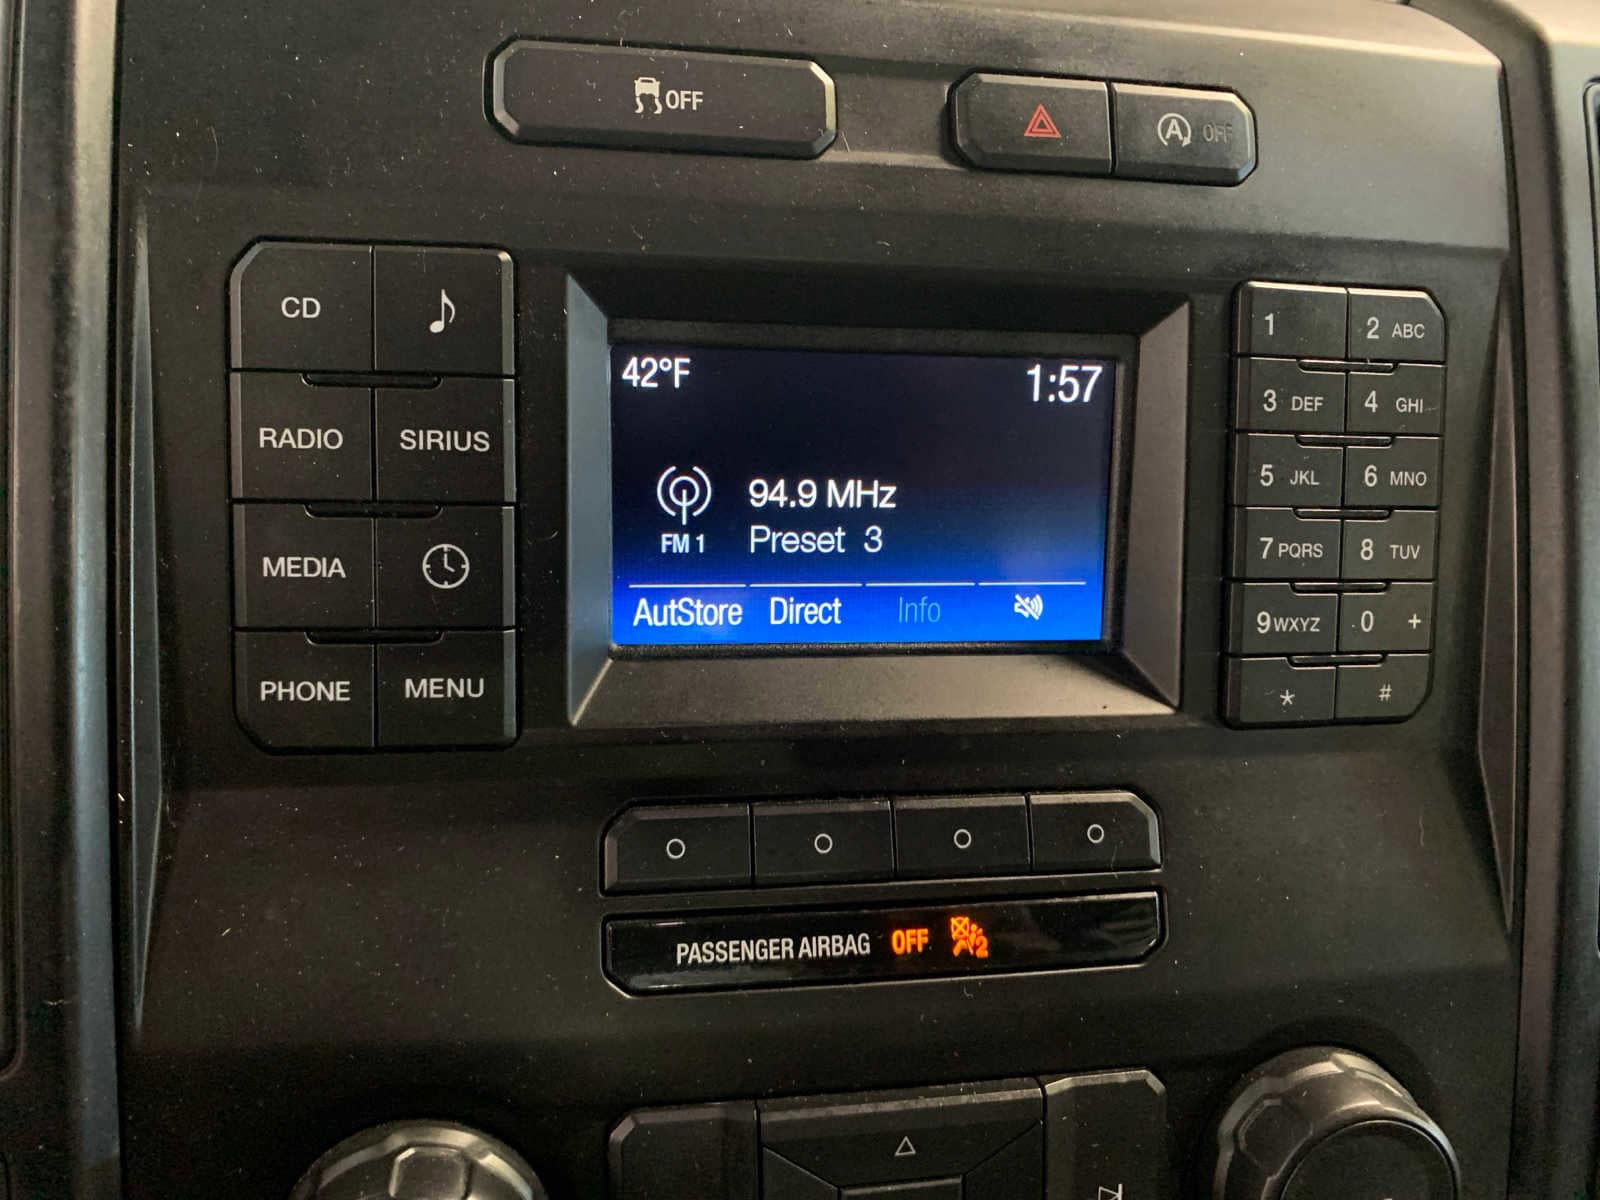 OFF
A OFF
CD
RADIO SIRIUS
MEDIA
PHONE MENU
42°F 1:57
94.9 MHz
FM 1 Preset 3
AutStore Direct Info
1 2 ABC
3 DEF 4 GHI
5 JKL 6 MNO
7 PQRS 8 TUV
9 WXYZ 0 +
* #
PASSENGER AIRBAG OFF 2